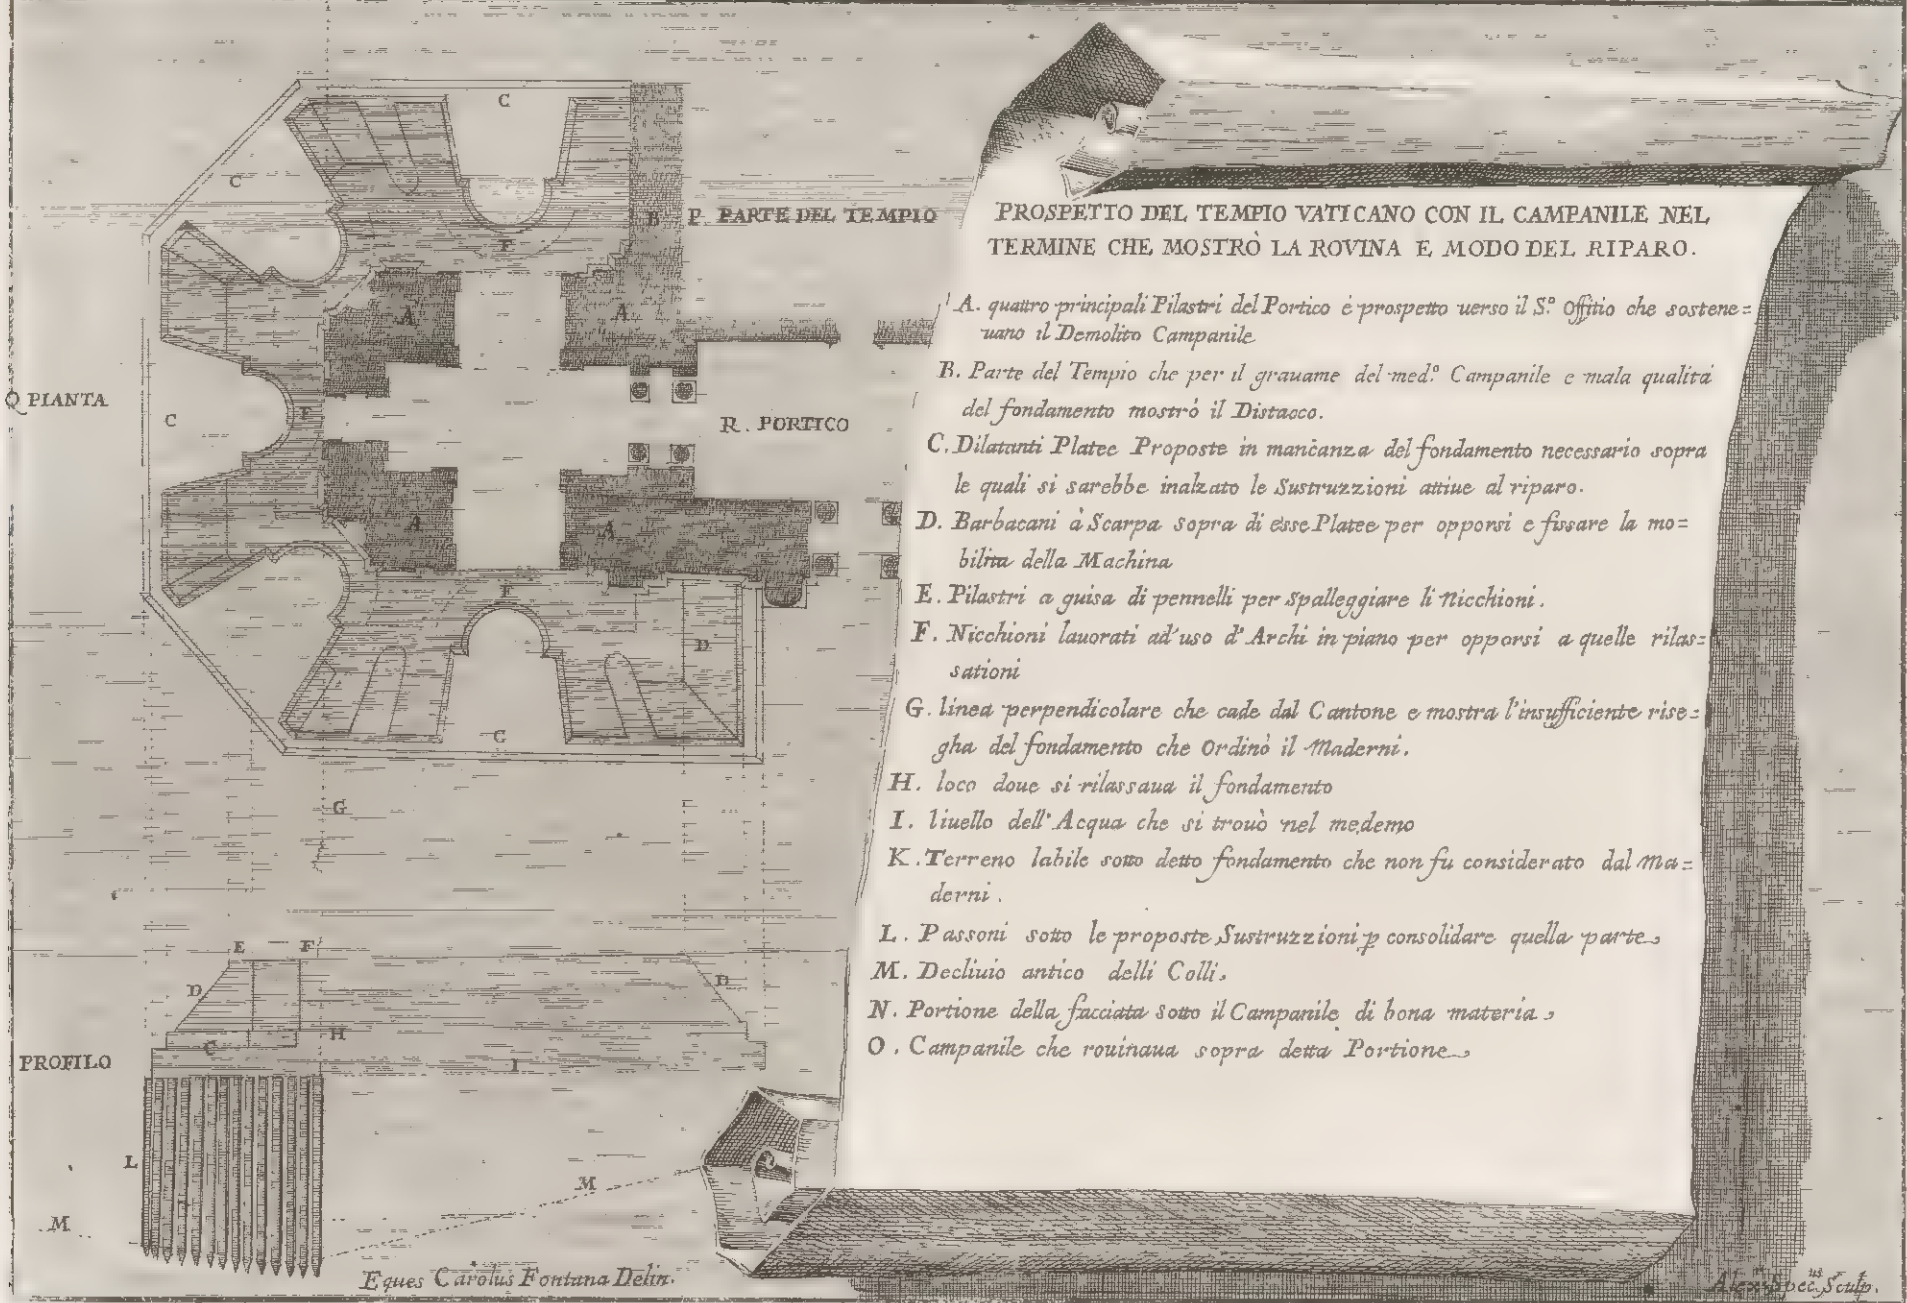 C
C
B P. PARTE DEL TEMPIO
F
A
A
Q PIANTA
C
F
R. PORTICO
A
A
F
D
C
G
E F
D
D
H
C
PROFILO
I
L
M
M
Eques Carolus Fontana Delin.
PROSPETTO DEL TEMPIO VATICANO CON IL CAMPANILE NEL
TERMINE CHE MOSTRÒ LA ROVINA E MODO DEL RIPARO.
A. quattro principali Pilastri del Portico è prospetto uerso il S.º Offitio che sostene=
uano il Demolito Campanile
B. Parte del Tempio che per il grauame del med.º Campanile e mala qualità
del fondamento mostrò il Distacco.
C. Dilatanti Platee Proposte in mancanza del fondamento necessario sopra
le quali si sarebbe inalzato le Sustruzzioni attiue al riparo.
D. Barbacani à Scarpa sopra di esse Platee per opporsi e fissare la mo=
bilita della Machina
E. Pilastri a guisa di pennelli per spalleggiare li Nicchioni.
F. Nicchioni lauorati ad'uso d'Archi in piano per opporsi a quelle rilas=
sationi
G. linea perpendicolare che cade dal Cantone e mostra l'insufficiente rise=
gha del fondamento che Ordinò il Maderni.
H. loco doue si rilassaua il fondamento
I. liuello dell'Acqua che si trouò nel medemo
K. Terreno labile sotto detto fondamento che non fu considerato dal Ma=
derni.
L. Passoni sotto le proposte Sustruzzioni p consolidare quella parte
M. Decliuio antico delli Colli.
N. Portione della facciata sotto il Campanile di bona materia
O. Campanile che rouinaua sopra detta Portione
Sculp.